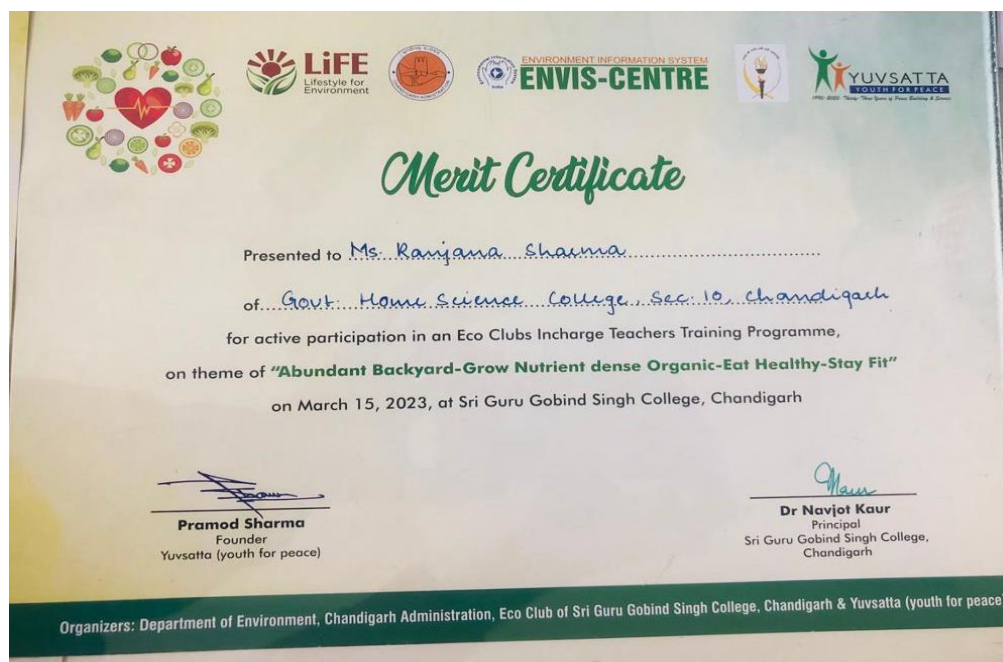 LiFE
Lifestyle for
Environment
ENVIRONMENT INFORMATION SYSTEM
ENVIS-CENTRE
YUVSATTA
YOUTH FOR PEACE
Merit Certificate
Presented to Ms. Ranjana Sharma
of Govt. Home Science College, Sec. 10, Chandigarh
for active participation in an Eco Clubs Incharge Teachers Training Programme,
on theme of “Abundant Backyard-Grow Nutrient dense Organic-Eat Healthy-Stay Fit”
on March 15, 2023, at Sri Guru Gobind Singh College, Chandigarh
Pramod Sharma
Founder
Yuvsatta (youth for peace)
Dr Navjot Kaur
Principal
Sri Guru Gobind Singh College,
Chandigarh
Organizers: Department of Environment, Chandigarh Administration, Eco Club of Sri Guru Gobind Singh College, Chandigarh & Yuvsatta (youth for peace